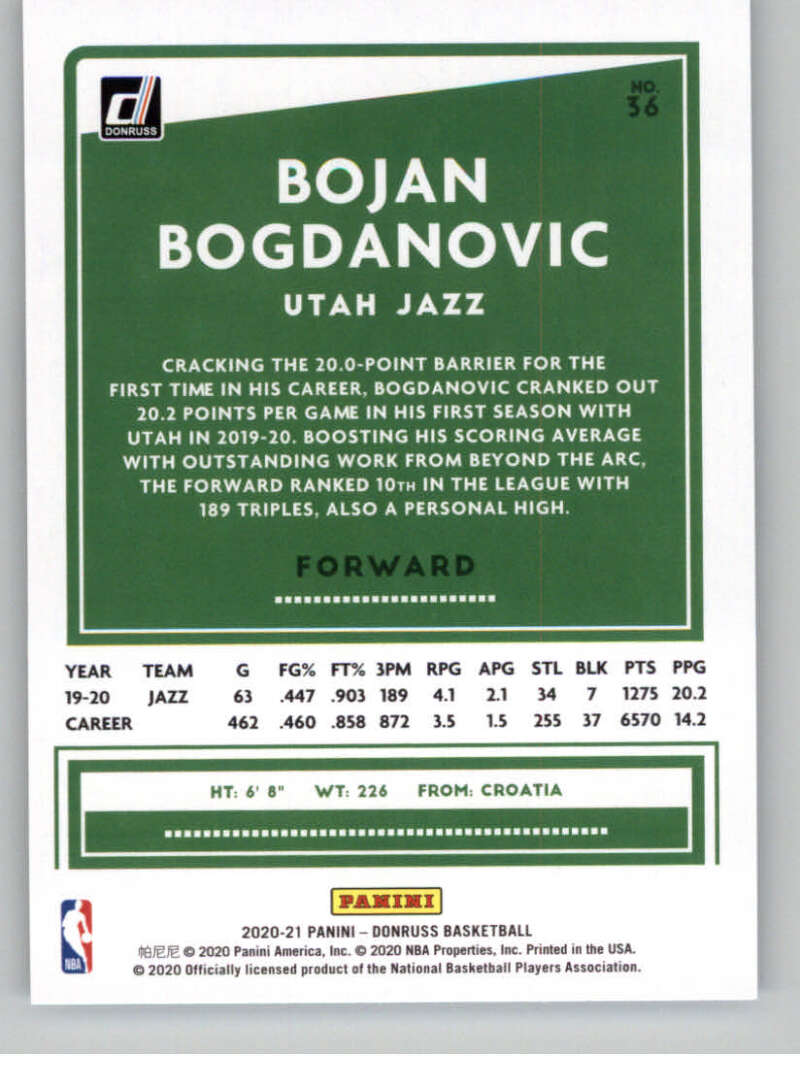 DONRUSS
NO.
36
BOJAN
BOGDANOVIC
UTAH JAZZ
CRACKING THE 20.0-POINT BARRIER FOR THE
FIRST TIME IN HIS CAREER, BOGDANOVIC CRANKED OUT
20.2 POINTS PER GAME IN HIS FIRST SEASON WITH
UTAH IN 2019-20. BOOSTING HIS SCORING AVERAGE
WITH OUTSTANDING WORK FROM BEYOND THE ARC,
THE FORWARD RANKED 10TH IN THE LEAGUE WITH
189 TRIPLES, ALSO A PERSONAL HIGH.
FORWARD
YEAR TEAM G FG% FT% 3PM RPG APG STL BLK PTS PPG
19-20 JAZZ 63 .447 .903 189 4.1 2.1 34 7 1275 20.2
CAREER 462 .460 .858 872 3.5 1.5 255 37 6570 14.2
HT: 6' 8" WT: 226 FROM: CROATIA
PANINI
2020-21 PANINI – DONRUSS BASKETBALL
帕尼尼 © 2020 Panini America, Inc. © 2020 NBA Properties, Inc. Printed in the USA.
© 2020 Officially licensed product of the National Basketball Players Association.
NBA